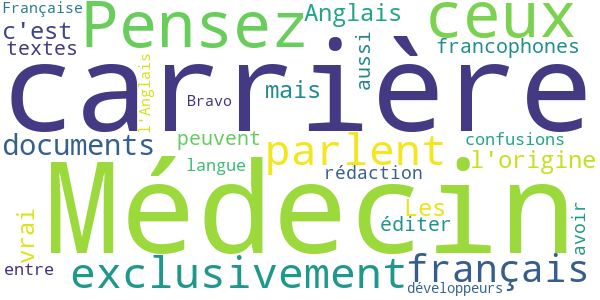 Française
Pensez
Anglais
ceux
c'est
textes
l'Anglais
aussi
francophones
carrière
Bravo
mais
documents
peuvent
parlent
confusions
langue
l'origine
rédaction
Médecin
vrai
Les
éditer
avoir
entre
exclusivement
français
développeurs